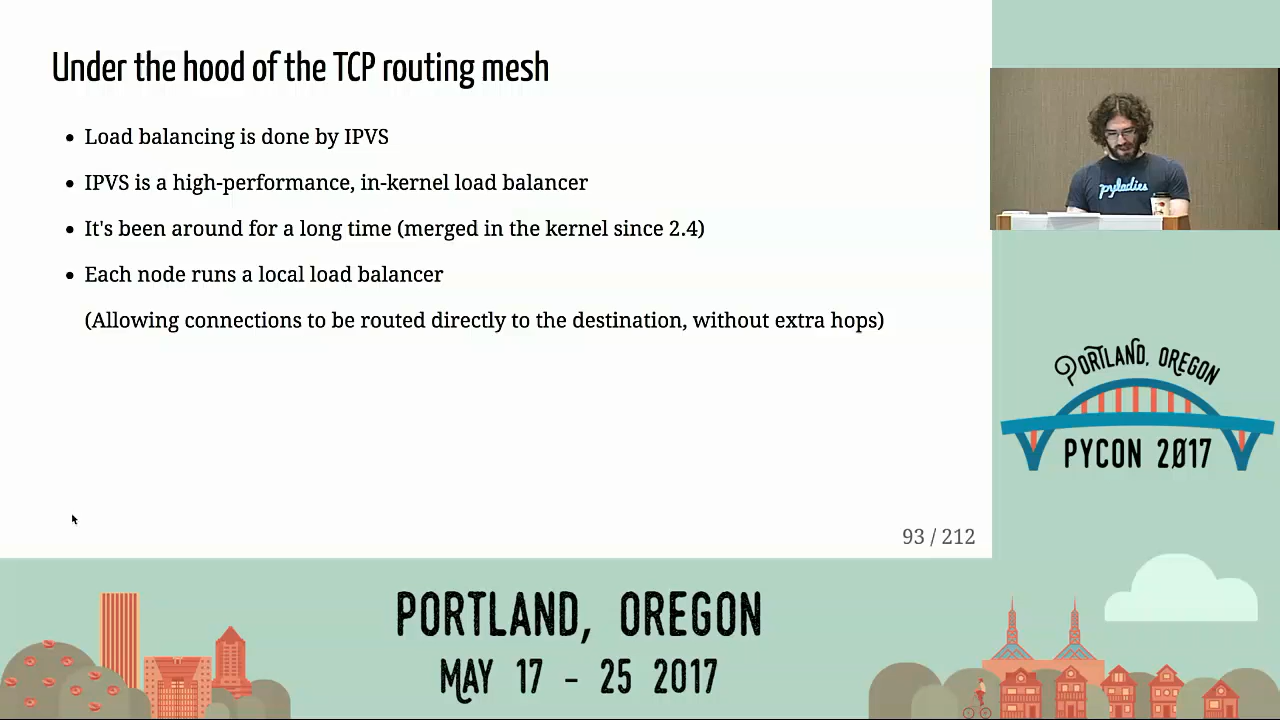 Under the hood of the TCP routing mesh
• Load balancing is done by IPVS
• IPVS is a high-performance, in-kernel load balancer
• It's been around for a long time (merged in the kernel since 2.4)
• Each node runs a local load balancer
(Allowing connections to be routed directly to the destination, without extra hops)
93 / 212
pyladies
PORTLAND, OREGON
PYCON 2017
PORTLAND, OREGON
MAY 17 - 25 2017